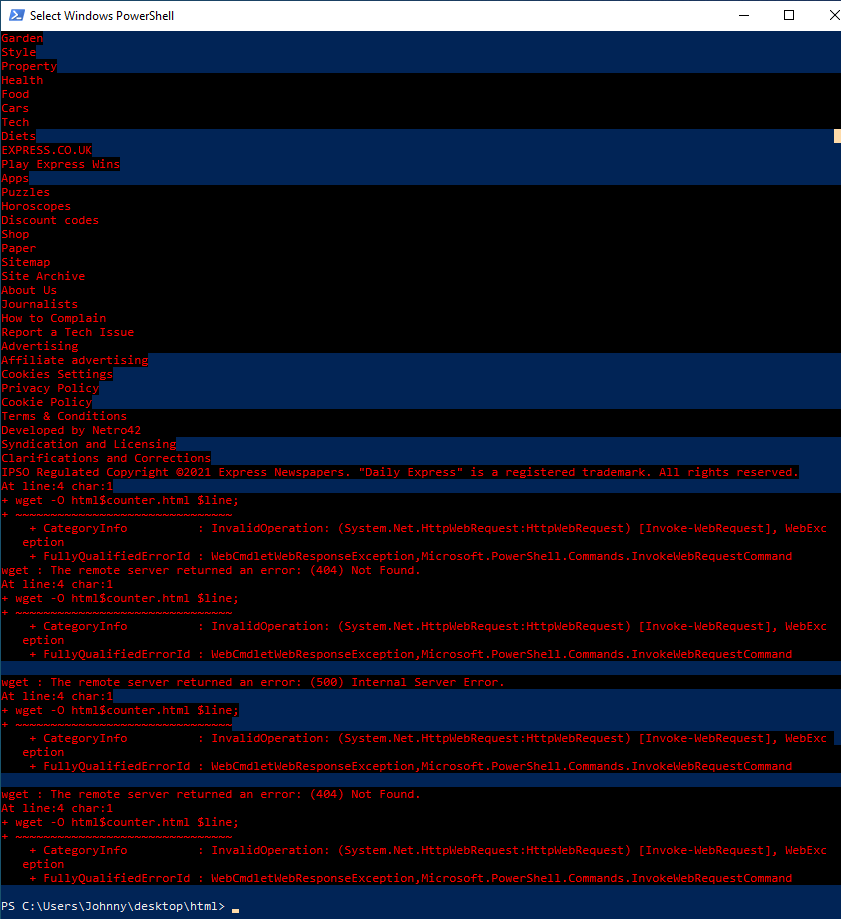 Select Windows PowerShell
Garden
Style
Property
Health
Food
Cars
Tech
Diets
EXPRESS.CO.UK
Play Express Wins
Apps
Puzzles
Horoscopes
Discount codes
Shop
Paper
Sitemap
Site Archive
About Us
Journalists
How to Complain
Report a Tech Issue
Advertising
Affiliate advertising
Cookies Settings
Privacy Policy
Cookie Policy
Terms & Conditions
Developed by Netro42
Syndication and Licensing
Clarifications and Corrections
IPSO Regulated Copyright ©2021 Express Newspapers. "Daily Express" is a registered trademark. All rights reserved.
At line:4 char:1
+ wget -O html$counter.html $line;
+ ~~~~~~~~~~~~~~~~~~~~~~~~~~~~~~~
    + CategoryInfo          : InvalidOperation: (System.Net.HttpWebRequest:HttpWebRequest) [Invoke-WebRequest], WebExc
   eption
    + FullyQualifiedErrorId : WebCmdletWebResponseException,Microsoft.PowerShell.Commands.InvokeWebRequestCommand
wget : The remote server returned an error: (404) Not Found.
At line:4 char:1
+ wget -O html$counter.html $line;
+ ~~~~~~~~~~~~~~~~~~~~~~~~~~~~~~~
    + CategoryInfo          : InvalidOperation: (System.Net.HttpWebRequest:HttpWebRequest) [Invoke-WebRequest], WebExc
   eption
    + FullyQualifiedErrorId : WebCmdletWebResponseException,Microsoft.PowerShell.Commands.InvokeWebRequestCommand
wget : The remote server returned an error: (500) Internal Server Error.
At line:4 char:1
+ wget -O html$counter.html $line;
+ ~~~~~~~~~~~~~~~~~~~~~~~~~~~~~~~
    + CategoryInfo          : InvalidOperation: (System.Net.HttpWebRequest:HttpWebRequest) [Invoke-WebRequest], WebExc
   eption
    + FullyQualifiedErrorId : WebCmdletWebResponseException,Microsoft.PowerShell.Commands.InvokeWebRequestCommand
wget : The remote server returned an error: (404) Not Found.
At line:4 char:1
+ wget -O html$counter.html $line;
+ ~~~~~~~~~~~~~~~~~~~~~~~~~~~~~~~
    + CategoryInfo          : InvalidOperation: (System.Net.HttpWebRequest:HttpWebRequest) [Invoke-WebRequest], WebExc
   eption
    + FullyQualifiedErrorId : WebCmdletWebResponseException,Microsoft.PowerShell.Commands.InvokeWebRequestCommand
PS C:\Users\Johnny\desktop\html> _